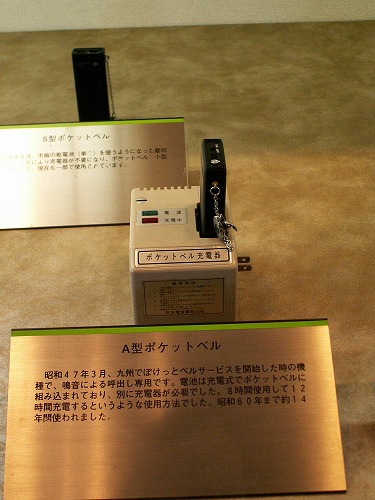 S型ポケットベル
市販の乾電池（単
により充電器が不要になり、ポケットベル
現在も一部で使用されています。
電源
充電中
ポケットベル充電器
A型ポケットベル
昭和47年3月、九州でぽけっとベルサービスを開始した時の機
種で、鳴音による呼出し専用です。電池は充電式でポケットベルに
組み込まれており、別に充電器が必要でした。8時間使用して12
時間充電するというような使用方法でした。昭和60年まで約14
年間使われました。